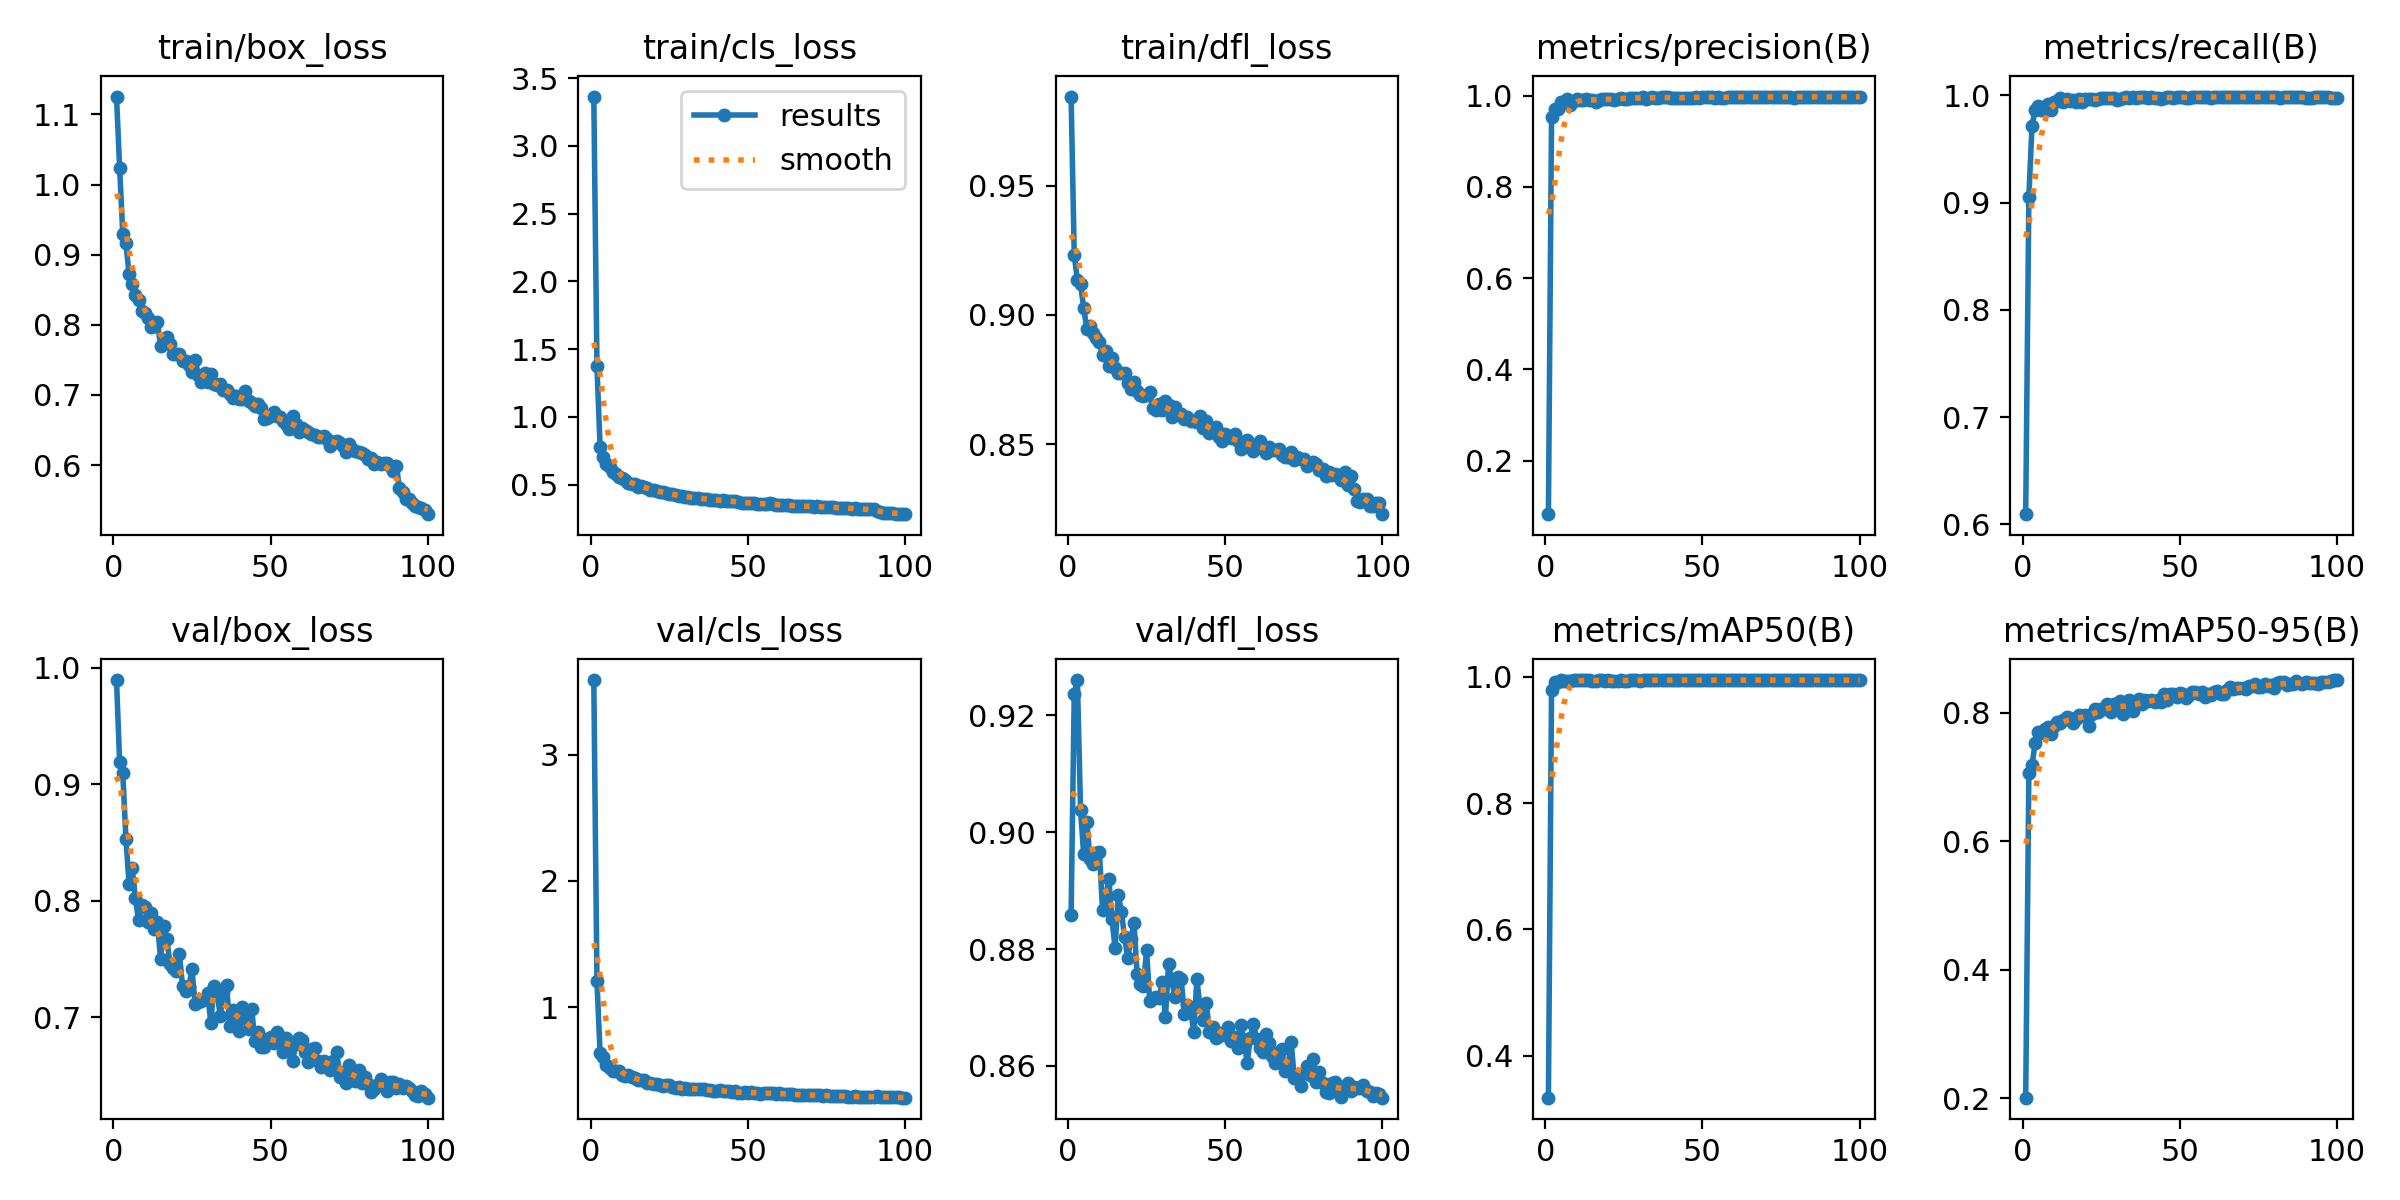 train/box_loss
1.1
1.0
0.9
0.8
0.7
0.6
0 50 100
train/cls_loss
3.5
3.0
2.5
2.0
1.5
1.0
0.5
0 50 100
results
smooth
train/dfl_loss
0.95
0.90
0.85
0 50 100
metrics/precision(B)
1.0
0.8
0.6
0.4
0.2
0 50 100
metrics/recall(B)
1.0
0.9
0.8
0.7
0.6
0 50 100
val/box_loss
1.0
0.9
0.8
0.7
0 50 100
val/cls_loss
3
2
1
0 50 100
val/dfl_loss
0.92
0.90
0.88
0.86
0 50 100
metrics/mAP50(B)
1.0
0.8
0.6
0.4
0 50 100
metrics/mAP50-95(B)
0.8
0.6
0.4
0.2
0 50 100